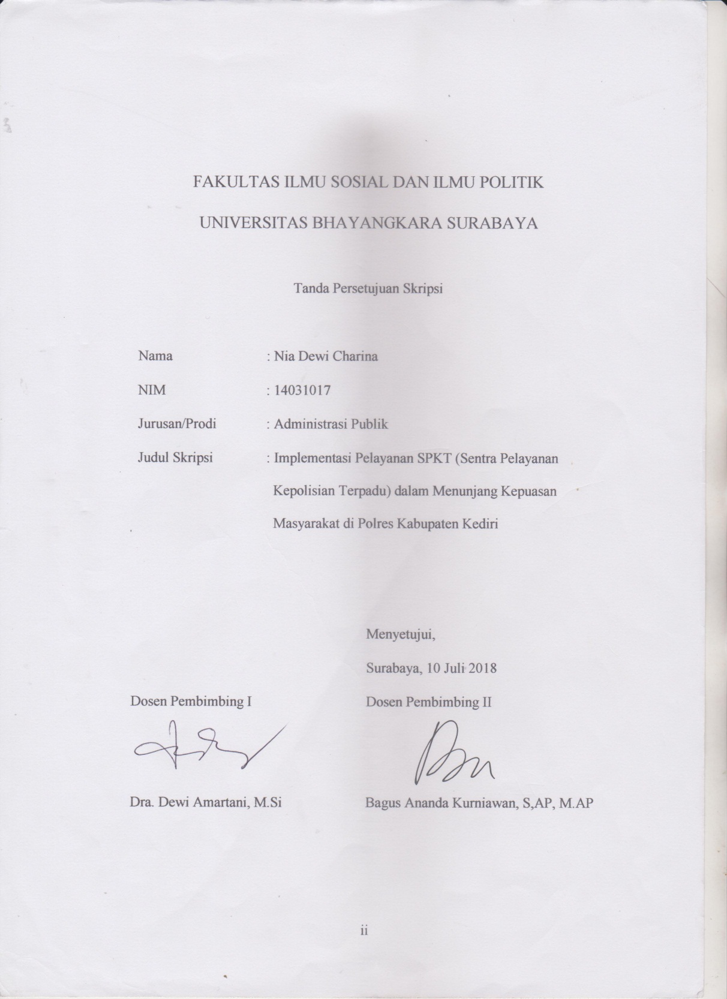 FAKULTAS ILMU SOSIAL DAN ILMU POLITIK
UNIVERSITAS BHAYANGKARA SURABAYA
Tanda Persetujuan Skripsi
Nama : Nia Dewi Charina
NIM : 14031017
Jurusan/Prodi : Administrasi Publik
Judul Skripsi : Implementasi Pelayanan SPKT (Sentra Pelayanan
Kepolisian Terpadu) dalam Menunjang Kepuasan
Masyarakat di Polres Kabupaten Kediri
Menyetujui,
Surabaya, 10 Juli 2018
Dosen Pembimbing I Dosen Pembimbing II
Dra. Dewi Amartani, M.Si Bagus Ananda Kurniawan, S,AP, M.AP
ii